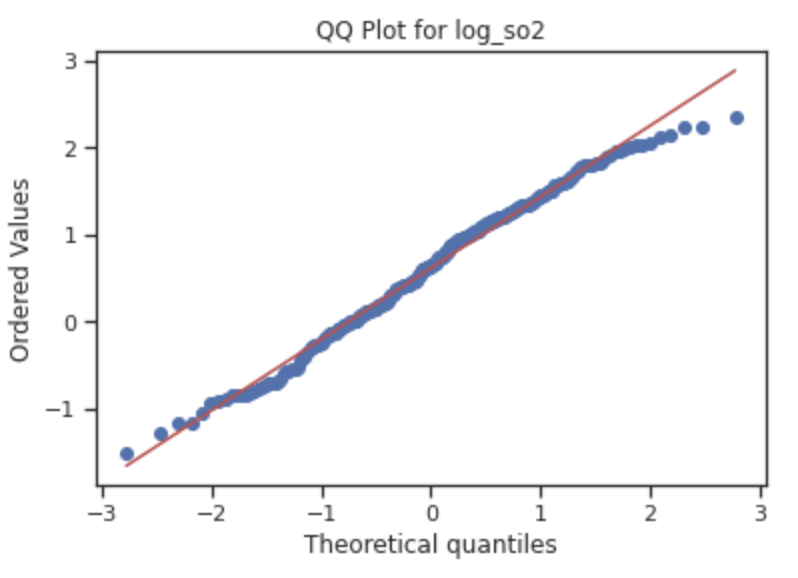 QQ Plot for log_so2
3
2
1
0
−1
−3 −2 −1 0 1 2 3
Ordered Values
Theoretical quantiles